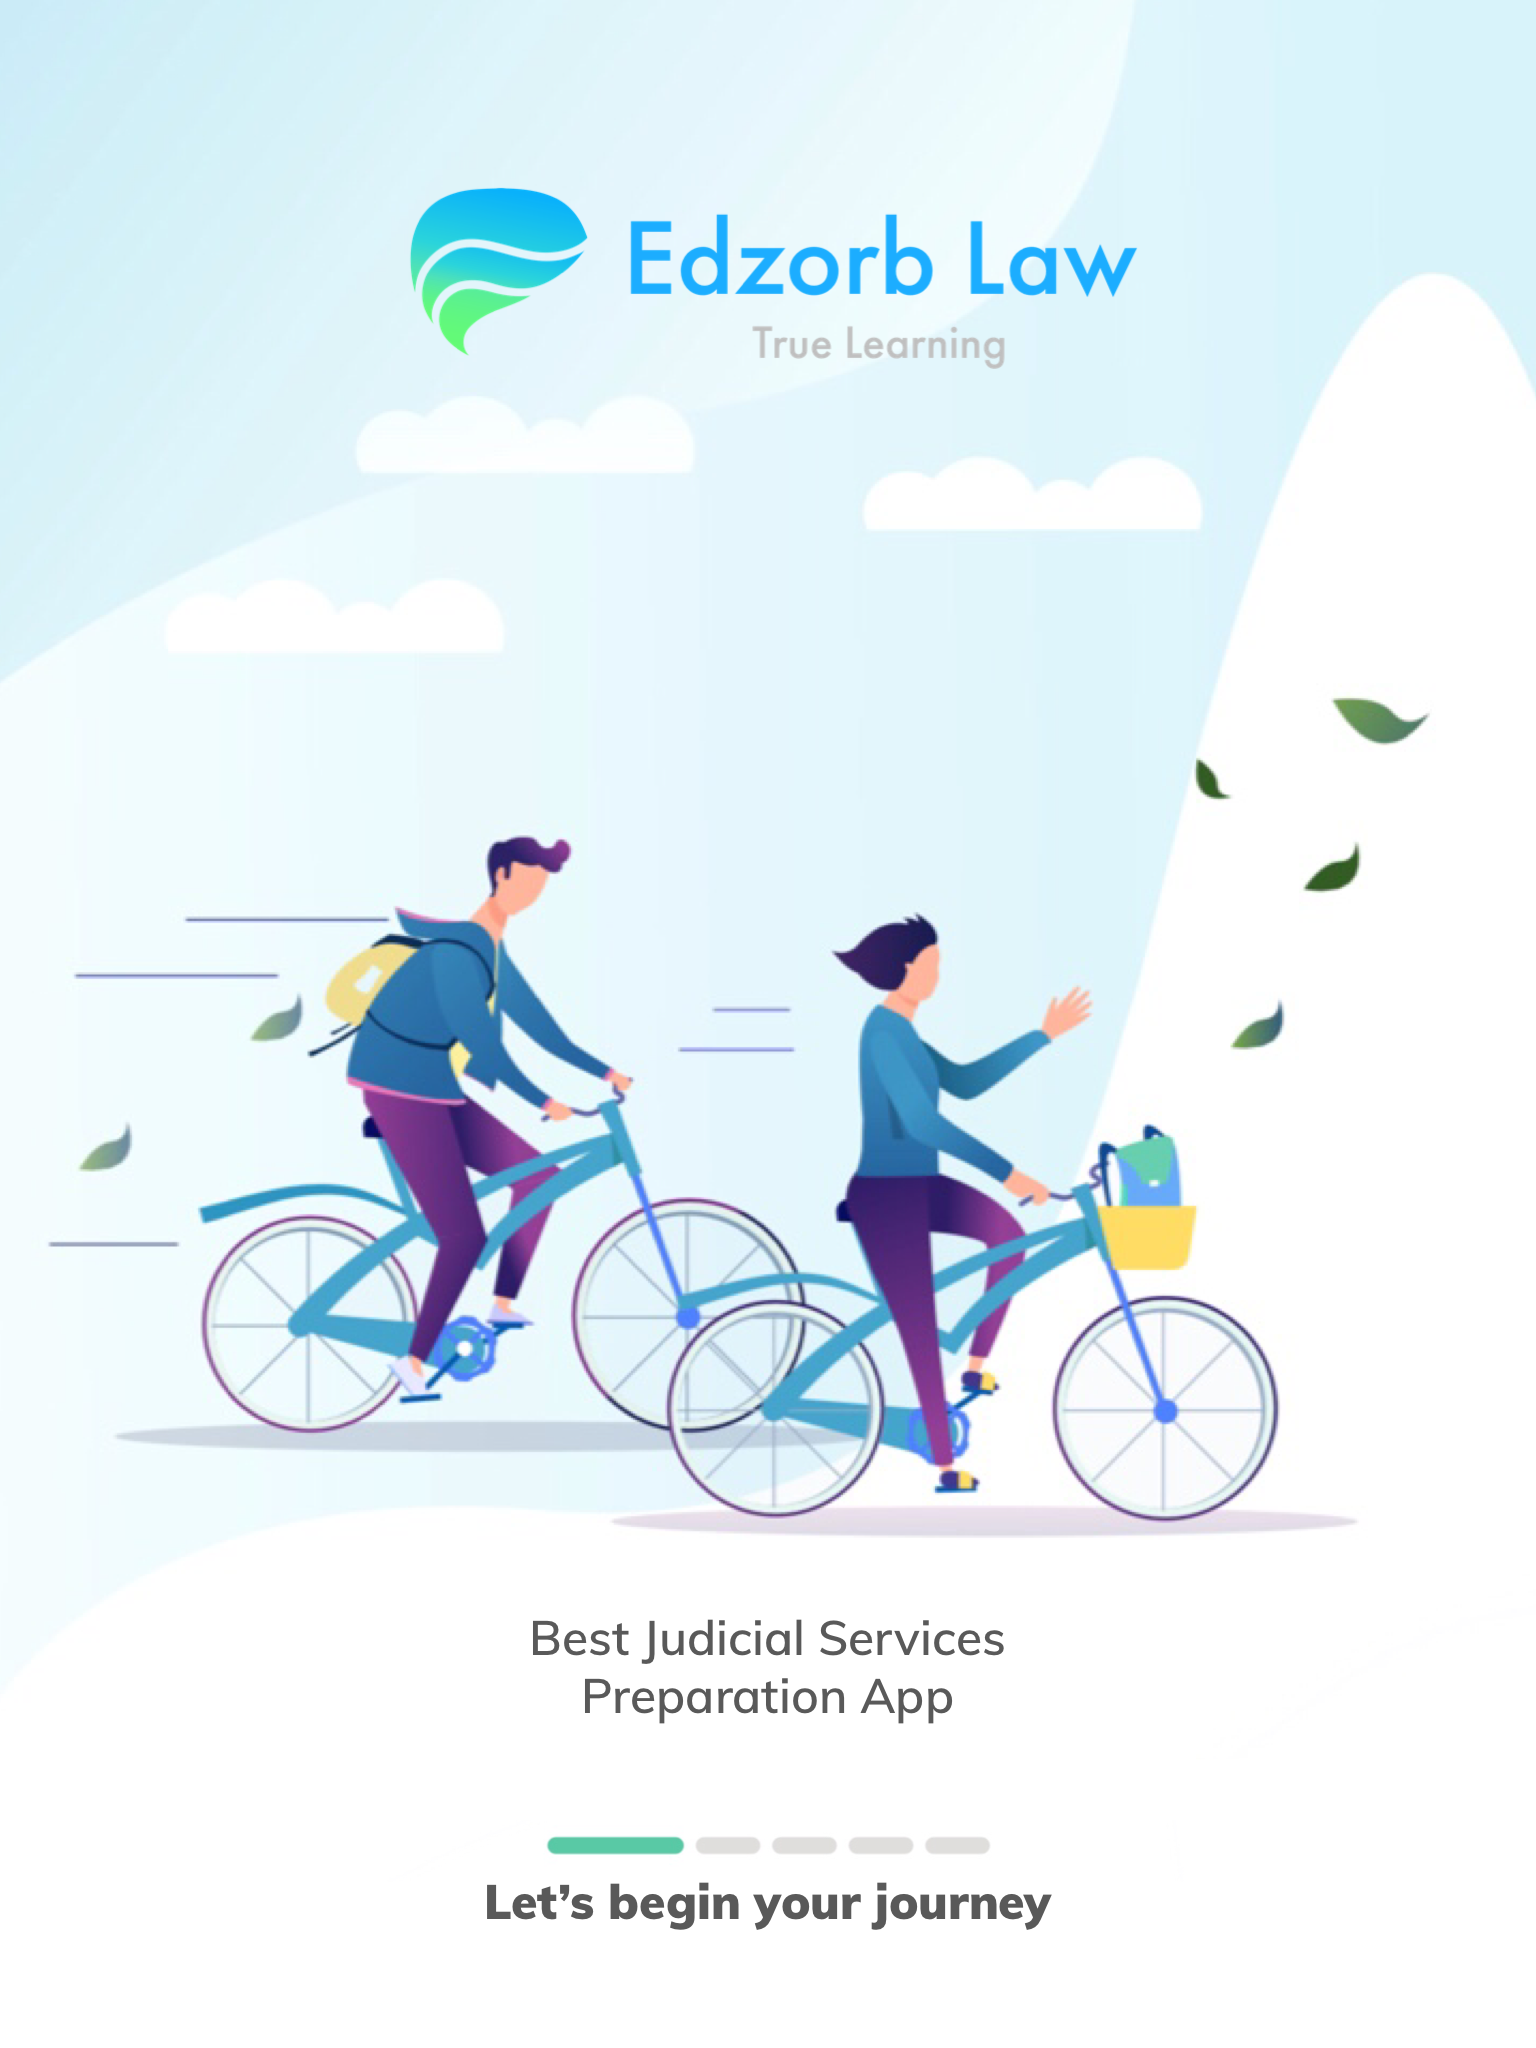 Edzorb Law
True Learning
Best Judicial Services
Preparation App
Let’s begin your journey